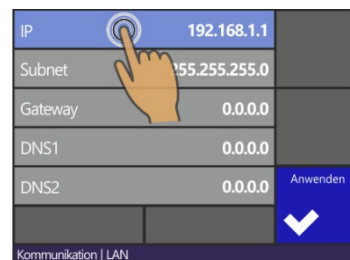 IP 192.168.1.1
Subnet 255.255.255.0
Gateway 0.0.0.0
DNS1 0.0.0.0
DNS2 0.0.0.0
Anwenden
Kommunikation | LAN